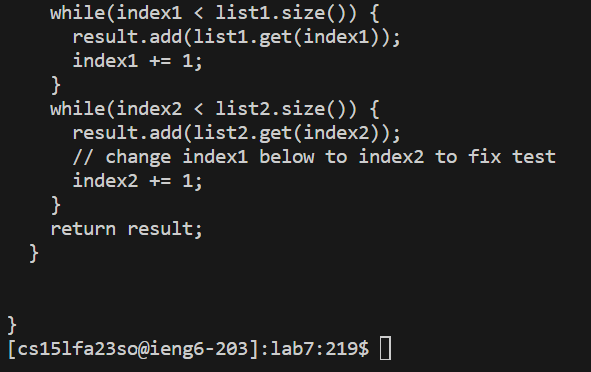 while(index1 < list1.size()) {
result.add(list1.get(index1));
index1 += 1;
}
while(index2 < list2.size()) {
result.add(list2.get(index2));
// change index1 below to index2 to fix test
index2 += 1;
}
return result;
}
}
[cs15lfa23so@ieng6-203]:lab7:219$